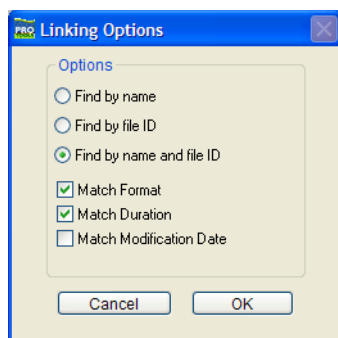 PRO Linking Options
Options
Find by name
Find by file ID
Find by name and file ID
Match Format
Match Duration
Match Modification Date
Cancel OK